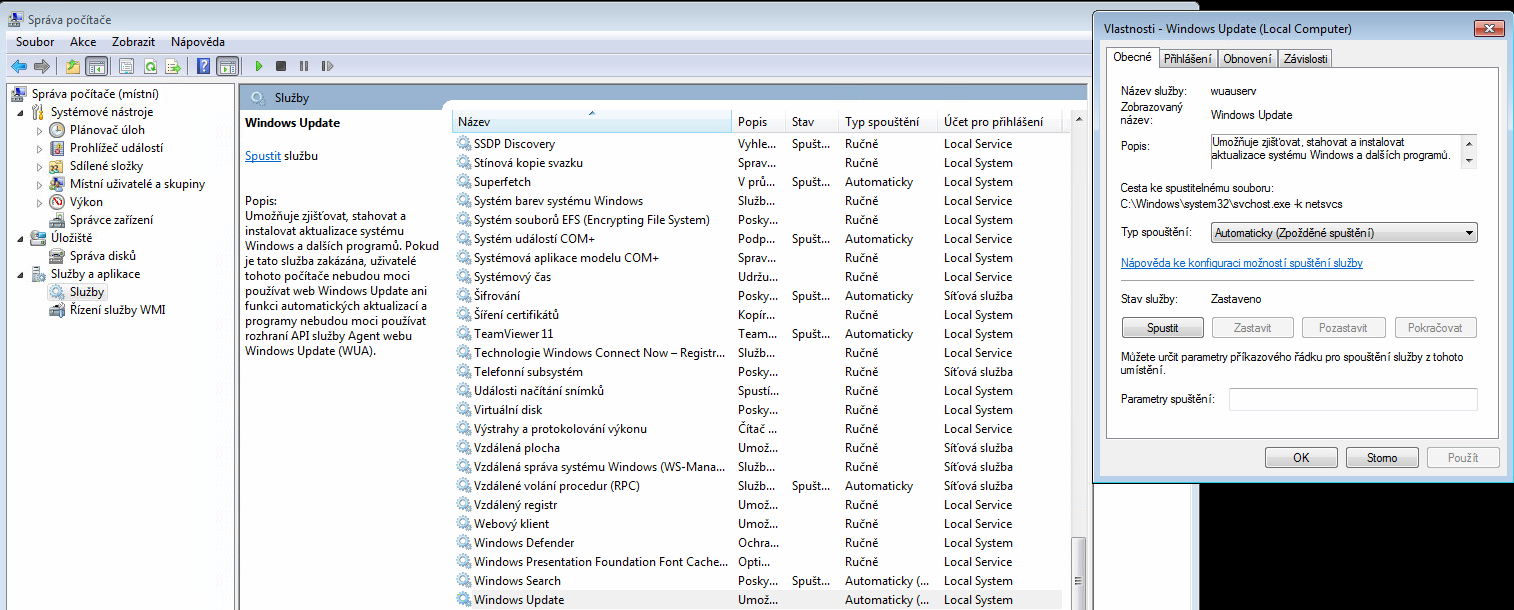 Správa počítače
Soubor Akce Zobrazit Nápověda
Správa počítače (místní)
Systémové nástroje
Plánovač úloh
Prohlížeč událostí
Sdílené složky
Místní uživatelé a skupiny
Výkon
Správce zařízení
Úložiště
Správa disků
Služby a aplikace
Služby
Řízení služby WMI
Služby
Windows Update
Spustit službu
Popis:
Umožňuje zjišťovat, stahovat a
instalovat aktualizace systému
Windows a dalších programů. Pokud
je tato služba zakázána, uživatelé
tohoto počítače nebudou moci
používat web Windows Update ani
funkci automatických aktualizací a
programy nebudou moci používat
rozhraní API služby Agent webu
Windows Update (WUA).
Název Popis Stav Typ spouštění Účet pro přihlášení
SSDP Discovery Vyhle... Spušt... Ručně Local Service
Stínová kopie svazku Sprav... Ručně Local System
Superfetch V prů... Spušt... Automaticky Local System
Systém barev systému Windows Služb... Ručně Local Service
Systém souborů EFS (Encrypting File System) Posky... Ručně Local System
Systém událostí COM+ Podp... Spušt... Automaticky Local Service
Systémová aplikace modelu COM+ Sprav... Ručně Local System
Systémový čas Udržu... Ručně Local Service
Šifrování Posky... Spušt... Automaticky Síťová služba
Šíření certifikátů Kopír... Ručně Local System
TeamViewer 11 Team... Spušt... Automaticky Local System
Technologie Windows Connect Now – Registr... Služb... Ručně Local Service
Telefonní subsystém Posky... Ručně Síťová služba
Události načítání snímků Spustí... Ručně Local System
Virtuální disk Posky... Ručně Local System
Výstrahy a protokolování výkonu Čítač ... Ručně Local Service
Vzdálená plocha Umož... Ručně Síťová služba
Vzdálená správa systému Windows (WS-Mana... Služb... Ručně Síťová služba
Vzdálené volání procedur (RPC) Služb... Spušt... Automaticky Síťová služba
Vzdálený registr Umož... Ručně Local Service
Webový klient Umož... Ručně Local Service
Windows Defender Ochra... Ručně Local System
Windows Presentation Foundation Font Cache... Opti... Ručně Local Service
Windows Search Posky... Spušt... Automaticky (... Local System
Windows Update Umož... Automaticky (... Local System
Vlastnosti - Windows Update (Local Computer)
Obecné Přihlášení Obnovení Závislosti
Název služby: wuauserv
Zobrazovaný
název: Windows Update
Popis: Umožňuje zjišťovat, stahovat a instalovat
aktualizace systému Windows a dalších programů.
Cesta ke spustitelnému souboru:
C:\Windows\system32\svchost.exe -k netsvcs
Typ spouštění: Automaticky (Zpožděné spuštění)
Nápověda ke konfiguraci možností spuštění služby
Stav služby: Zastaveno
Spustit Zastavit Pozastavit Pokračovat
Můžete určit parametry příkazového řádku pro spouštění služby z tohoto
umístění.
Parametry spuštění:
OK Storno Použít